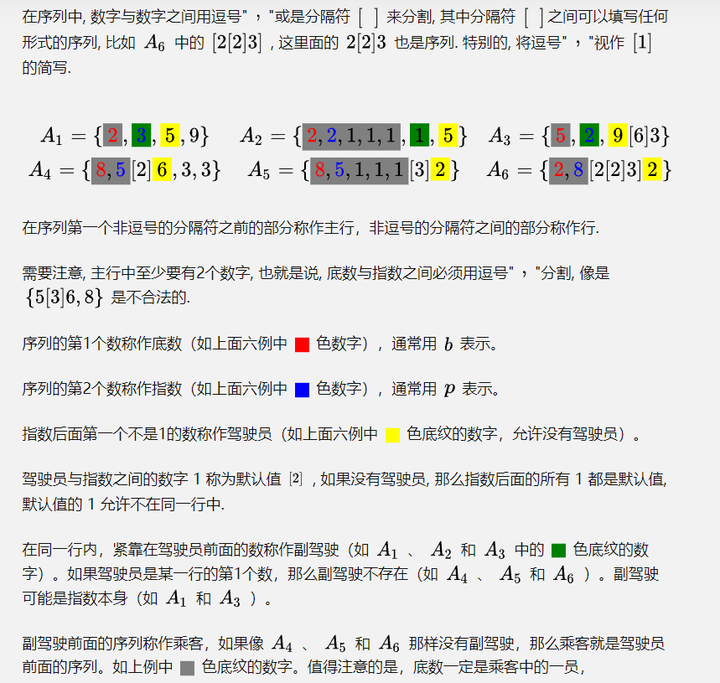 在序列中, 数字与数字之间用逗号" , "或是分隔符 [ ] 来分割, 其中分隔符 [ ] 之间可以填写任何
形式的序列, 比如 A₆ 中的 [2[2]3] , 这里面的 2[2]3 也是序列. 特别的, 将逗号" , "视作 [1]
的简写.
A₁ = {2, 3, 5, 9} A₂ = {2, 2, 1, 1, 1, 1, 5} A₃ = {5, 2, 9[6]3}
A₄ = {8, 5[2]6, 3, 3} A₅ = {8, 5, 1, 1, 1[3]2} A₆ = {2, 8[2[2]3]2}
在序列第一个非逗号的分隔符之前的部分称作主行，非逗号的分隔符之间的部分称作行.
需要注意, 主行中至少要有2个数字, 也就是说, 底数与指数之间必须用逗号" , "分割, 像是
{5[3]6, 8} 是不合法的.
序列的第1个数称作底数（如上面六例中 色数字），通常用 b 表示。
序列的第2个数称作指数（如上面六例中 色数字），通常用 p 表示。
指数后面第一个不是1的数称作驾驶员（如上面六例中 色底纹的数字，允许没有驾驶员）。
驾驶员与指数之间的数字 1 称为默认值 [2] , 如果没有驾驶员, 那么指数后面的所有 1 都是默认值,
默认值的 1 允许不在同一行中.
在同一行内，紧靠在驾驶员前面的数称作副驾驶（如 A₁ 、 A₂ 和 A₃ 中的 色底纹的数
字）。如果驾驶员是某一行的第1个数，那么副驾驶不存在（如 A₄ 、 A₅ 和 A₆ ）。副驾驶
可能是指数本身（如 A₁ 和 A₃ ）。
副驾驶前面的序列称作乘客，如果像 A₄ 、 A₅ 和 A₆ 那样没有副驾驶，那么乘客就是驾驶员
前面的序列。如上例中 色底纹的数字。值得注意的是，底数一定是乘客中的一员，